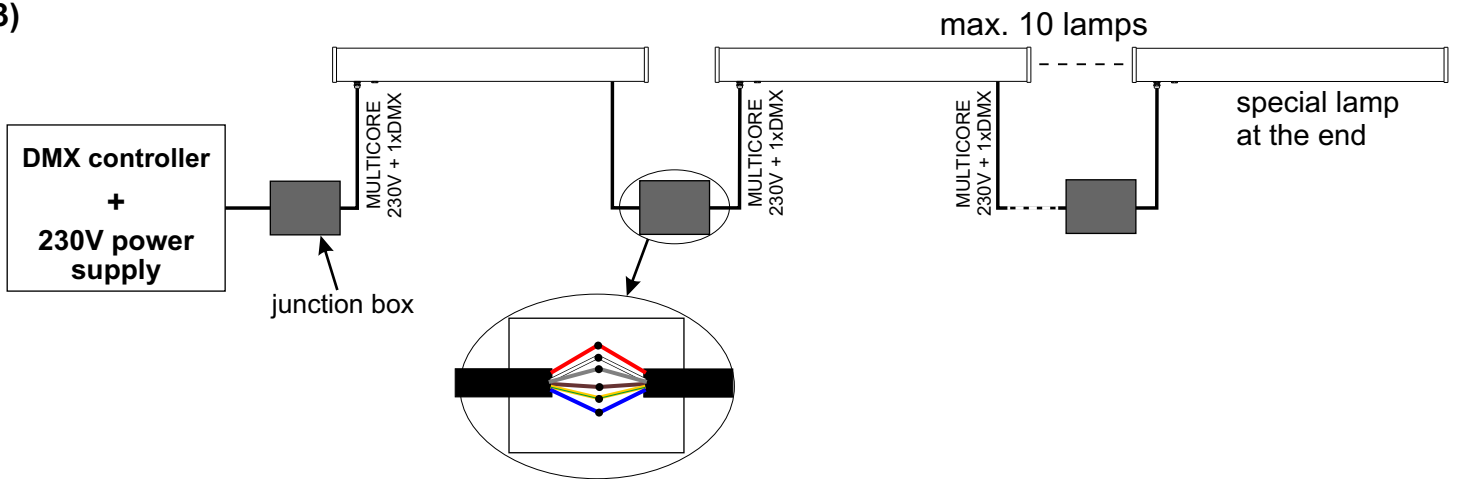 3)
max. 10 lamps
MULTICORE
230V + 1xDMX
MULTICORE
230V + 1xDMX
MULTICORE
230V + 1xDMX
special lamp
at the end
DMX controller
+
230V power
supply
junction box